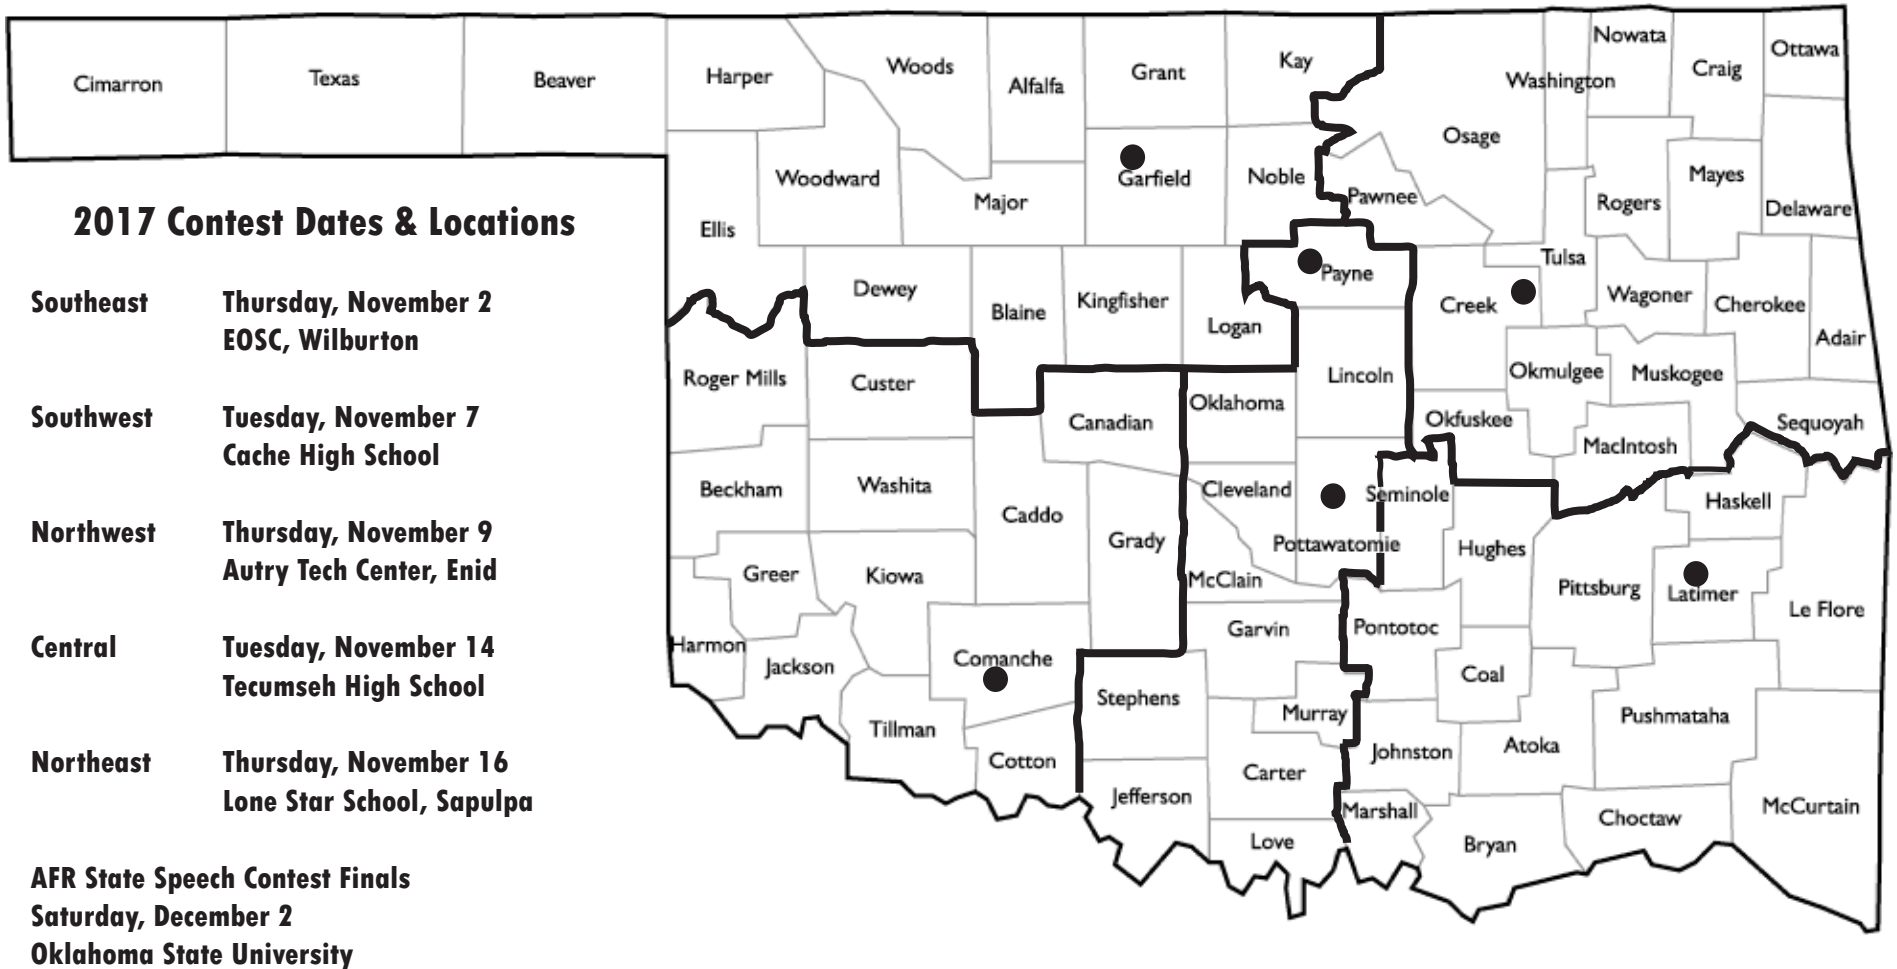 2017 Contest Dates & Locations
Southeast Thursday, November 2
EOSC, Wilburton
Southwest Tuesday, November 7
Cache High School
Northwest Thursday, November 9
Autry Tech Center, Enid
Central Tuesday, November 14
Tecumseh High School
Northeast Thursday, November 16
Lone Star School, Sapulpa
AFR State Speech Contest Finals
Saturday, December 2
Oklahoma State University
Cimarron
Texas
Beaver
Harper
Woods
Alfalfa
Grant
Kay
Washington
Nowata
Craig
Ottawa
Osage
Woodward
Major
Garfield
Noble
Pawnee
Rogers
Mayes
Delaware
Ellis
Dewey
Blaine
Kingfisher
Logan
Payne
Creek
Tulsa
Wagoner
Cherokee
Adair
Roger Mills
Custer
Canadian
Oklahoma
Lincoln
Okfuskee
Okmulgee
Muskogee
MacIntosh
Sequoyah
Beckham
Washita
Caddo
Grady
Cleveland
Pottawatomie
Seminole
Hughes
Haskell
Greer
Kiowa
McClain
Pittsburg
Latimer
Le Flore
Harmon
Jackson
Comanche
Garvin
Pontotoc
Coal
Stephens
Murray
Tillman
Cotton
Jefferson
Carter
Johnston
Atoka
Pushmataha
Love
Marshall
Bryan
Choctaw
McCurtain